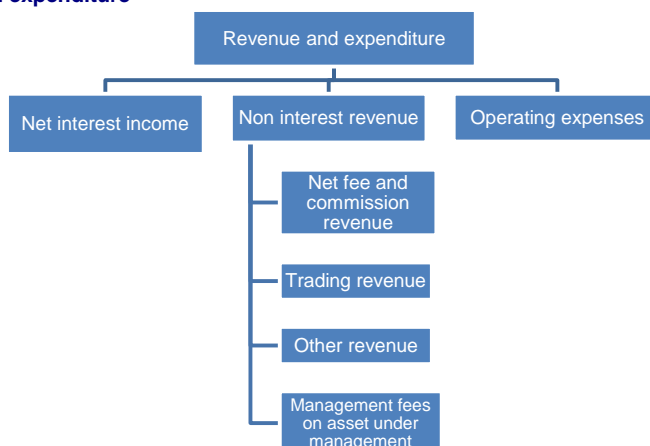 expenditure
Revenue and expenditure
Net interest income
Non interest revenue
Operating expenses
Net fee and
commission
revenue
Trading revenue
Other revenue
Management fees
on asset under
management